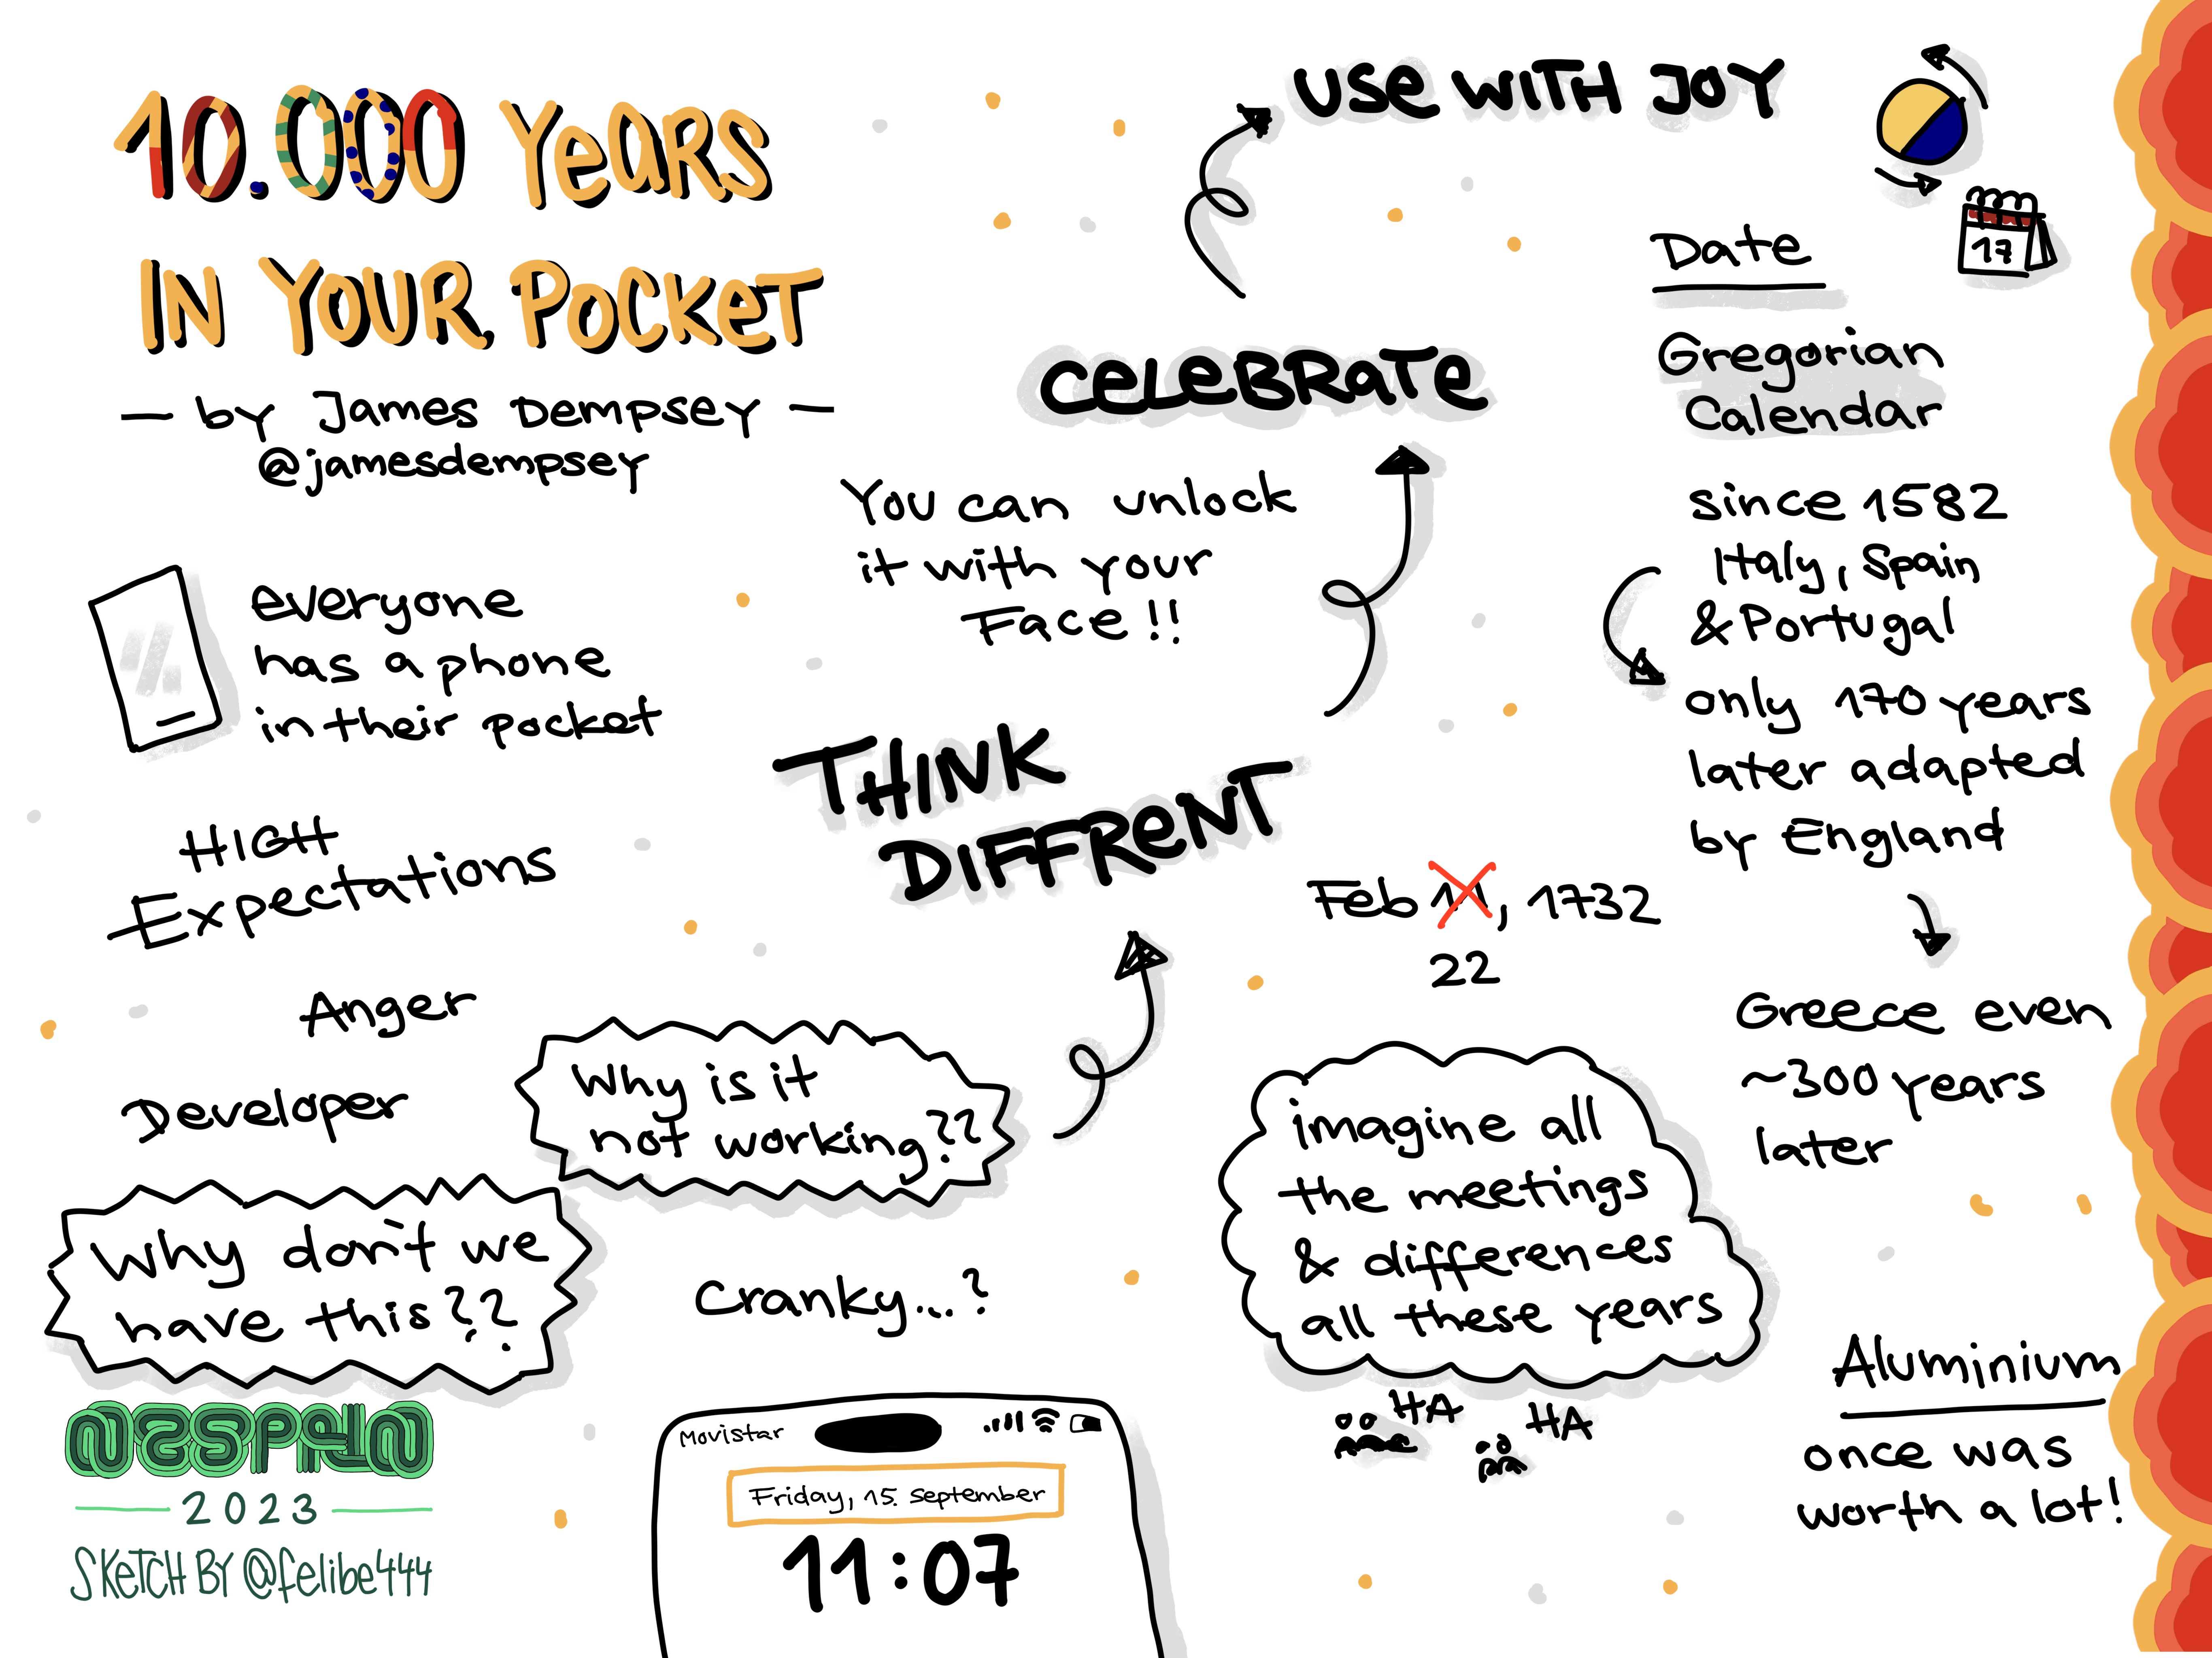 10.000 Years
IN YOUR POCKET
— by James Dempsey —
@jamesdempsey
everyone
has a phone
in their pocket
HIGH
Expectations
Anger
Developer
Why is it
not working??
Why don't we
have this??
Cranky...?
NSSPAIN
2023
SKETCH BY @felibe444
Movistar
Friday, 15. September
11:07
THINK
DIFFRENT
You can unlock
it with your
Face!!
CELEBRATE
USE WITH JOY
17
Date
Gregorian
Calendar
since 1582
Italy, Spain
& Portugal
only 170 years
later adapted
by England
Feb 11, 1732
22
Greece even
~300 years
later
imagine all
the meetings
& differences
all these years
HA
HA
Aluminium
once was
worth a lot!